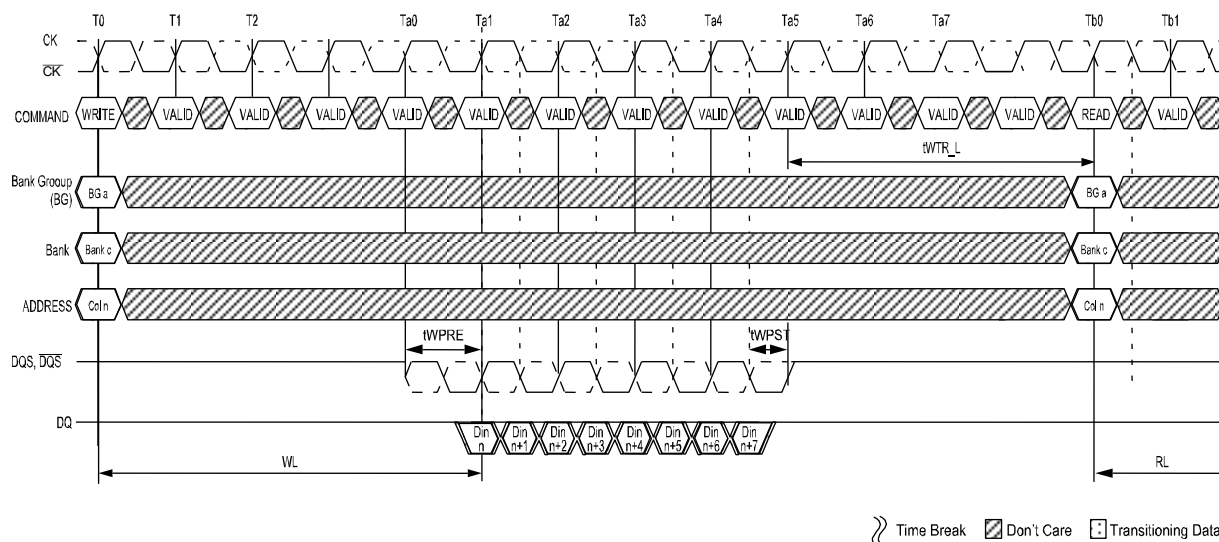 T0 T1 T2 Ta0 Ta1 Ta2 Ta3 Ta4 Ta5 Ta6 Ta7 Tb0 Tb1
CK
CK
COMMAND WRITE VALID VALID VALID VALID VALID VALID VALID VALID VALID VALID VALID VALID READ VALID
tWTR_L
Bank Grooup
(BG)
BG a BG a
Bank Bank c Bank c
ADDRESS Col n Col n
tWPRE tWPST
DQS, DQS
DQ
Din n Din n+1 Din n+2 Din n+3 Din n+4 Din n+5 Din n+6 Din n+7
WL RL
Time Break Don't Care Transitioning Data